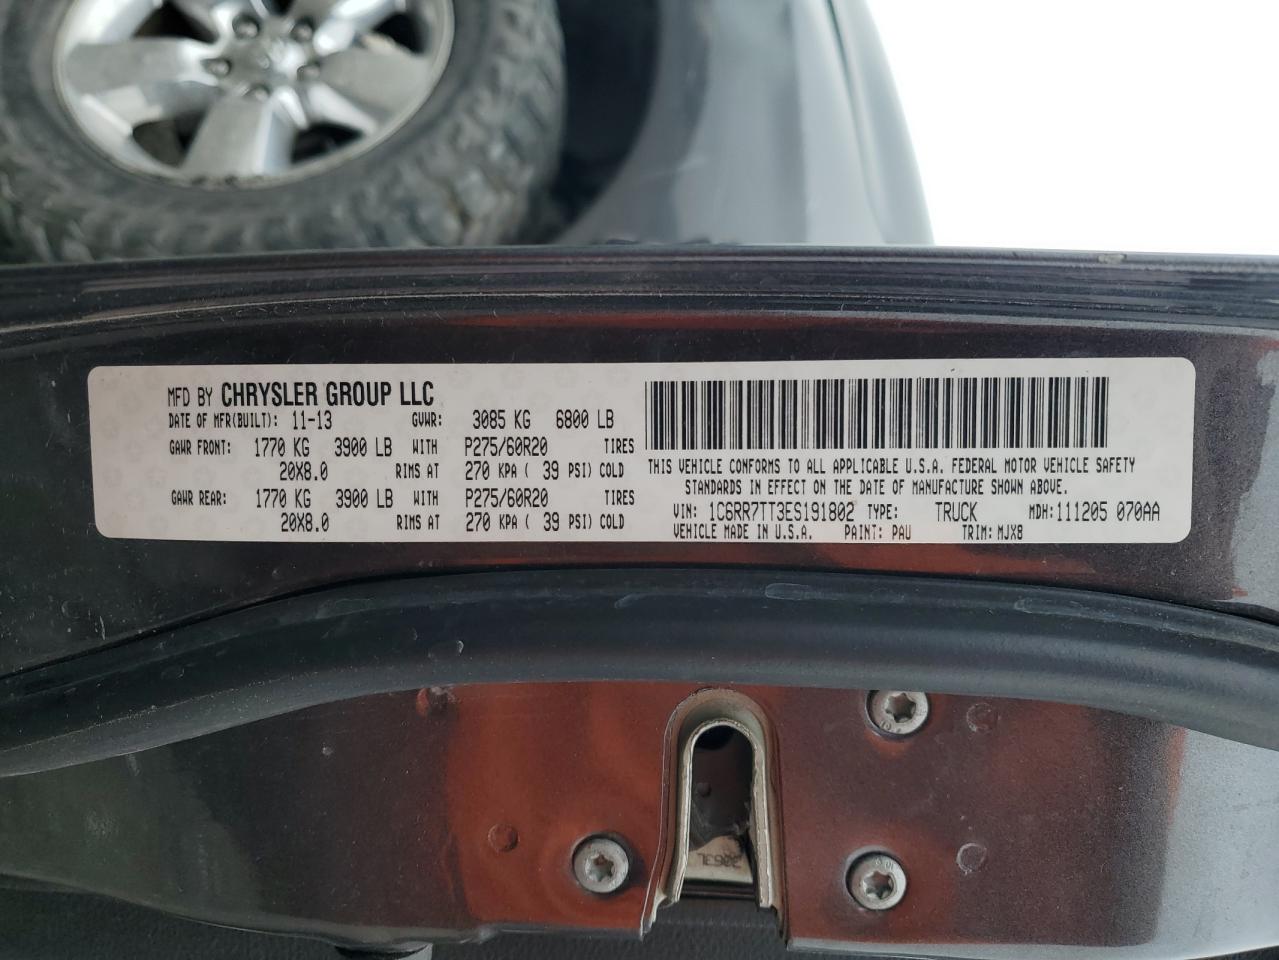 MFD BY CHRYSLER GROUP LLC
DATE OF MFR(BUILT): 11-13 GVWR: 3085 KG 6800 LB
GAWR FRONT: 1770 KG 3900 LB WITH P275/60R20 TIRES
20X8.0 RIMS AT 270 KPA ( 39 PSI) COLD
GAWR REAR: 1770 KG 3900 LB WITH P275/60R20 TIRES
20X8.0 RIMS AT 270 KPA ( 39 PSI) COLD
THIS VEHICLE CONFORMS TO ALL APPLICABLE U.S.A. FEDERAL MOTOR VEHICLE SAFETY
STANDARDS IN EFFECT ON THE DATE OF MANUFACTURE SHOWN ABOVE.
VIN: 1C6RR7TT3ES191802 TYPE: TRUCK MDH: 111205 070AA
VEHICLE MADE IN U.S.A. PAINT: PAU TRIM: MJX8